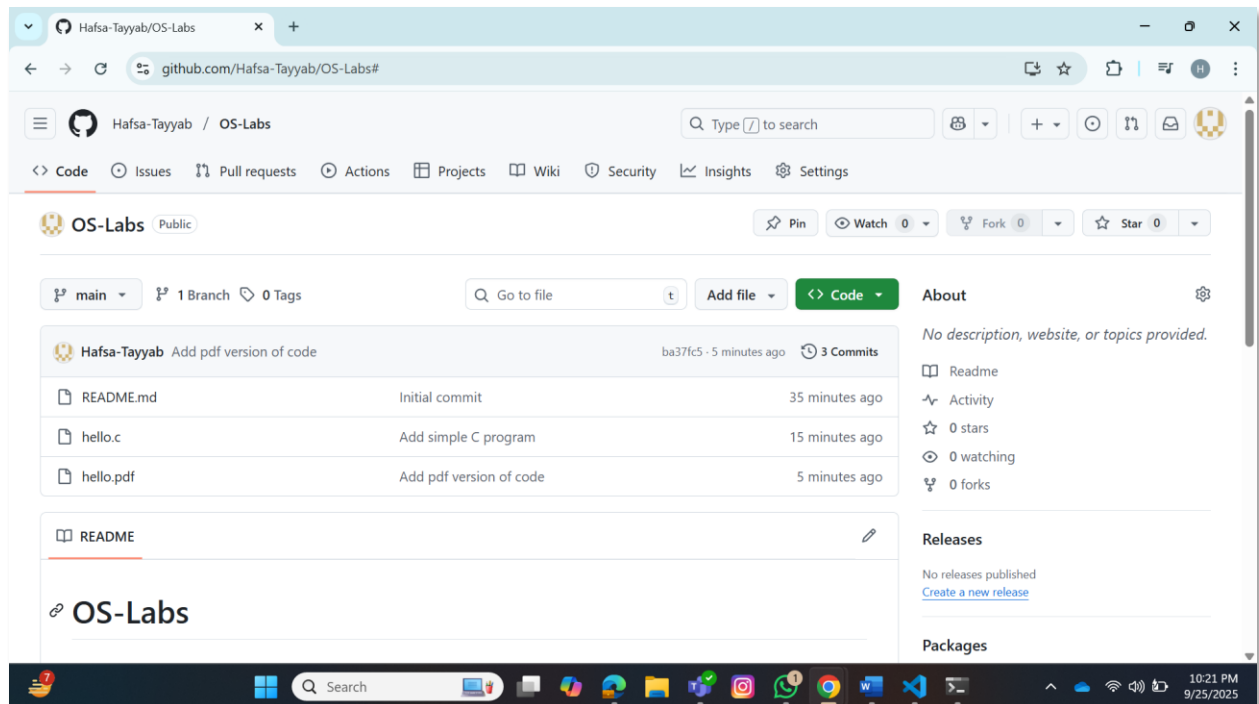 Hafsa-Tayyab/OS-Labs
github.com/Hafsa-Tayyab/OS-Labs#
H
Hafsa-Tayyab / OS-Labs
Type / to search
Code Issues Pull requests Actions Projects Wiki Security Insights Settings
OS-Labs Public
Pin Watch 0 Fork 0 Star 0
main 1 Branch 0 Tags Go to file t Add file Code
Hafsa-Tayyab Add pdf version of code ba37fc5 · 5 minutes ago 3 Commits
README.md Initial commit 35 minutes ago
hello.c Add simple C program 15 minutes ago
hello.pdf Add pdf version of code 5 minutes ago
README
OS-Labs
About
No description, website, or topics provided.
Readme
Activity
0 stars
0 watching
0 forks
Releases
No releases published
Create a new release
Packages
7
Search
1
10:21 PM
9/25/2025